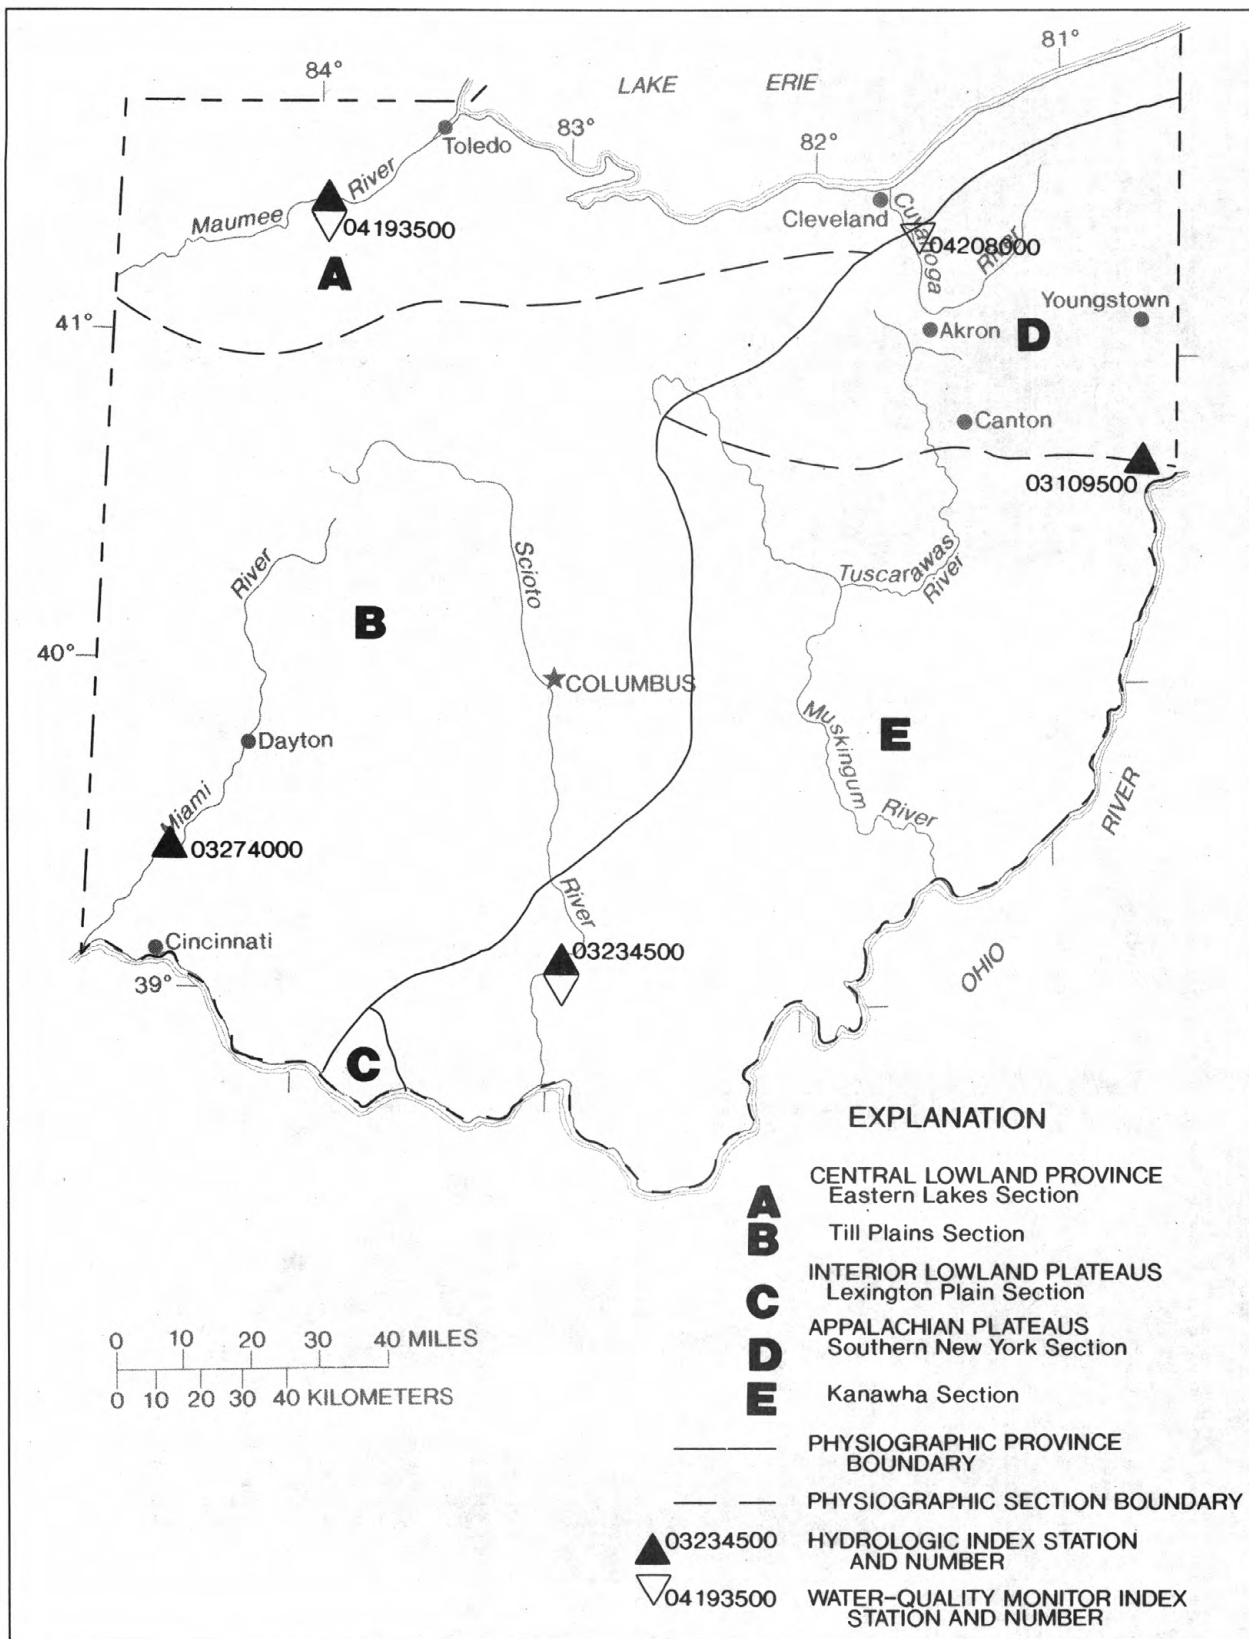 84°
LAKE ERIE
81°
83°
82°
Toledo
River
Maumee
04193500
Cleveland
Cuyahoga
04208000
River
A
41°
Youngstown
Akron
D
Canton
03109500
Scioto
River
Tuscarawas
River
B
40°
COLUMBUS
Muskingum
E
Dayton
RIVER
Miami
River
03274000
River
Cincinnati
03234500
OHIO
39°
C
EXPLANATION
A
CENTRAL LOWLAND PROVINCE
Eastern Lakes Section
B
Till Plains Section
C
INTERIOR LOWLAND PLATEAUS
Lexington Plain Section
D
APPALACHIAN PLATEAUS
Southern New York Section
E
Kanawha Section
0 10 20 30 40 MILES
0 10 20 30 40 KILOMETERS
PHYSIOGRAPHIC PROVINCE
BOUNDARY
PHYSIOGRAPHIC SECTION BOUNDARY
03234500 HYDROLOGIC INDEX STATION
AND NUMBER
04193500 WATER-QUALITY MONITOR INDEX
STATION AND NUMBER